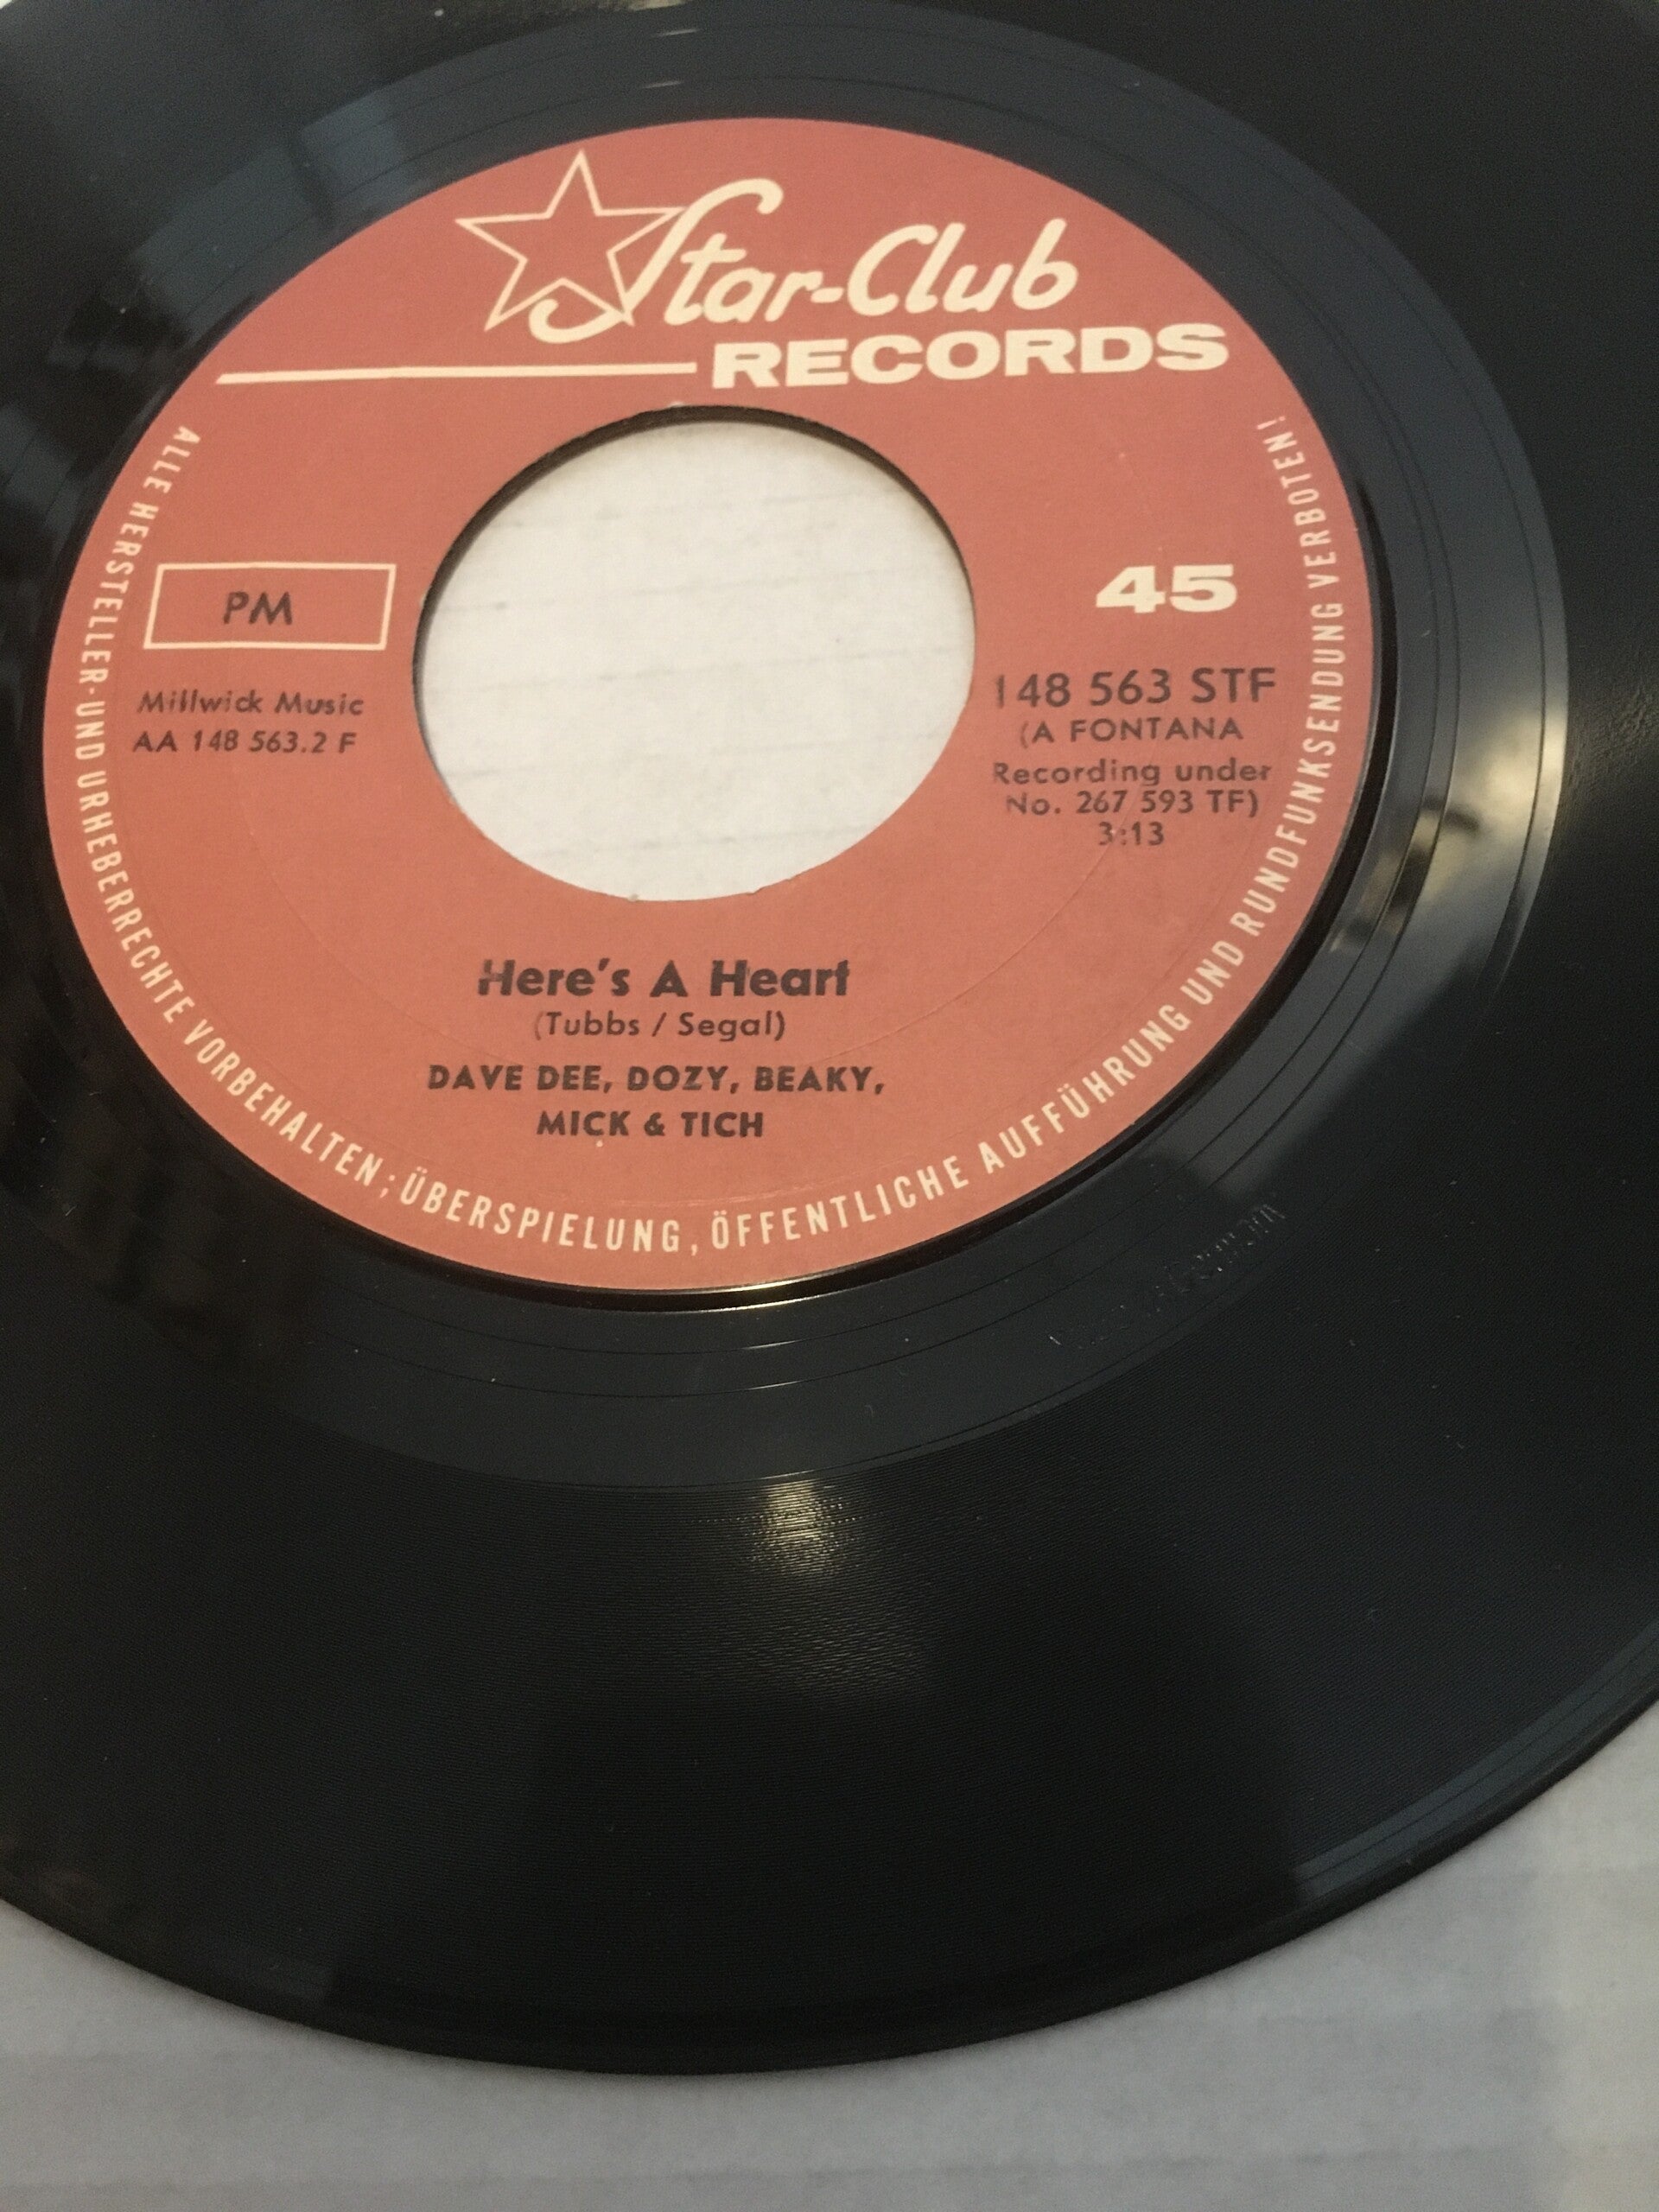 Star-Club
RECORDS
PM
Millwick Music
AA 148 563.2 F
45
148 563 STF
(A FONTANA
Recording under
No. 267 593 TF)
3:13
Here's A Heart
(Tubbs / Segal)
DAVE DEE, DOZY, BEAKY,
MICK & TICH
ALLE HERSTELLER- UND URHEBERRECHTE VORBEHALTEN; ÜBERSPIELUNG, ÖFFENTLICHE AUFFÜHRUNG UND RUNDFUNKSENDUNG VERBOTEN!